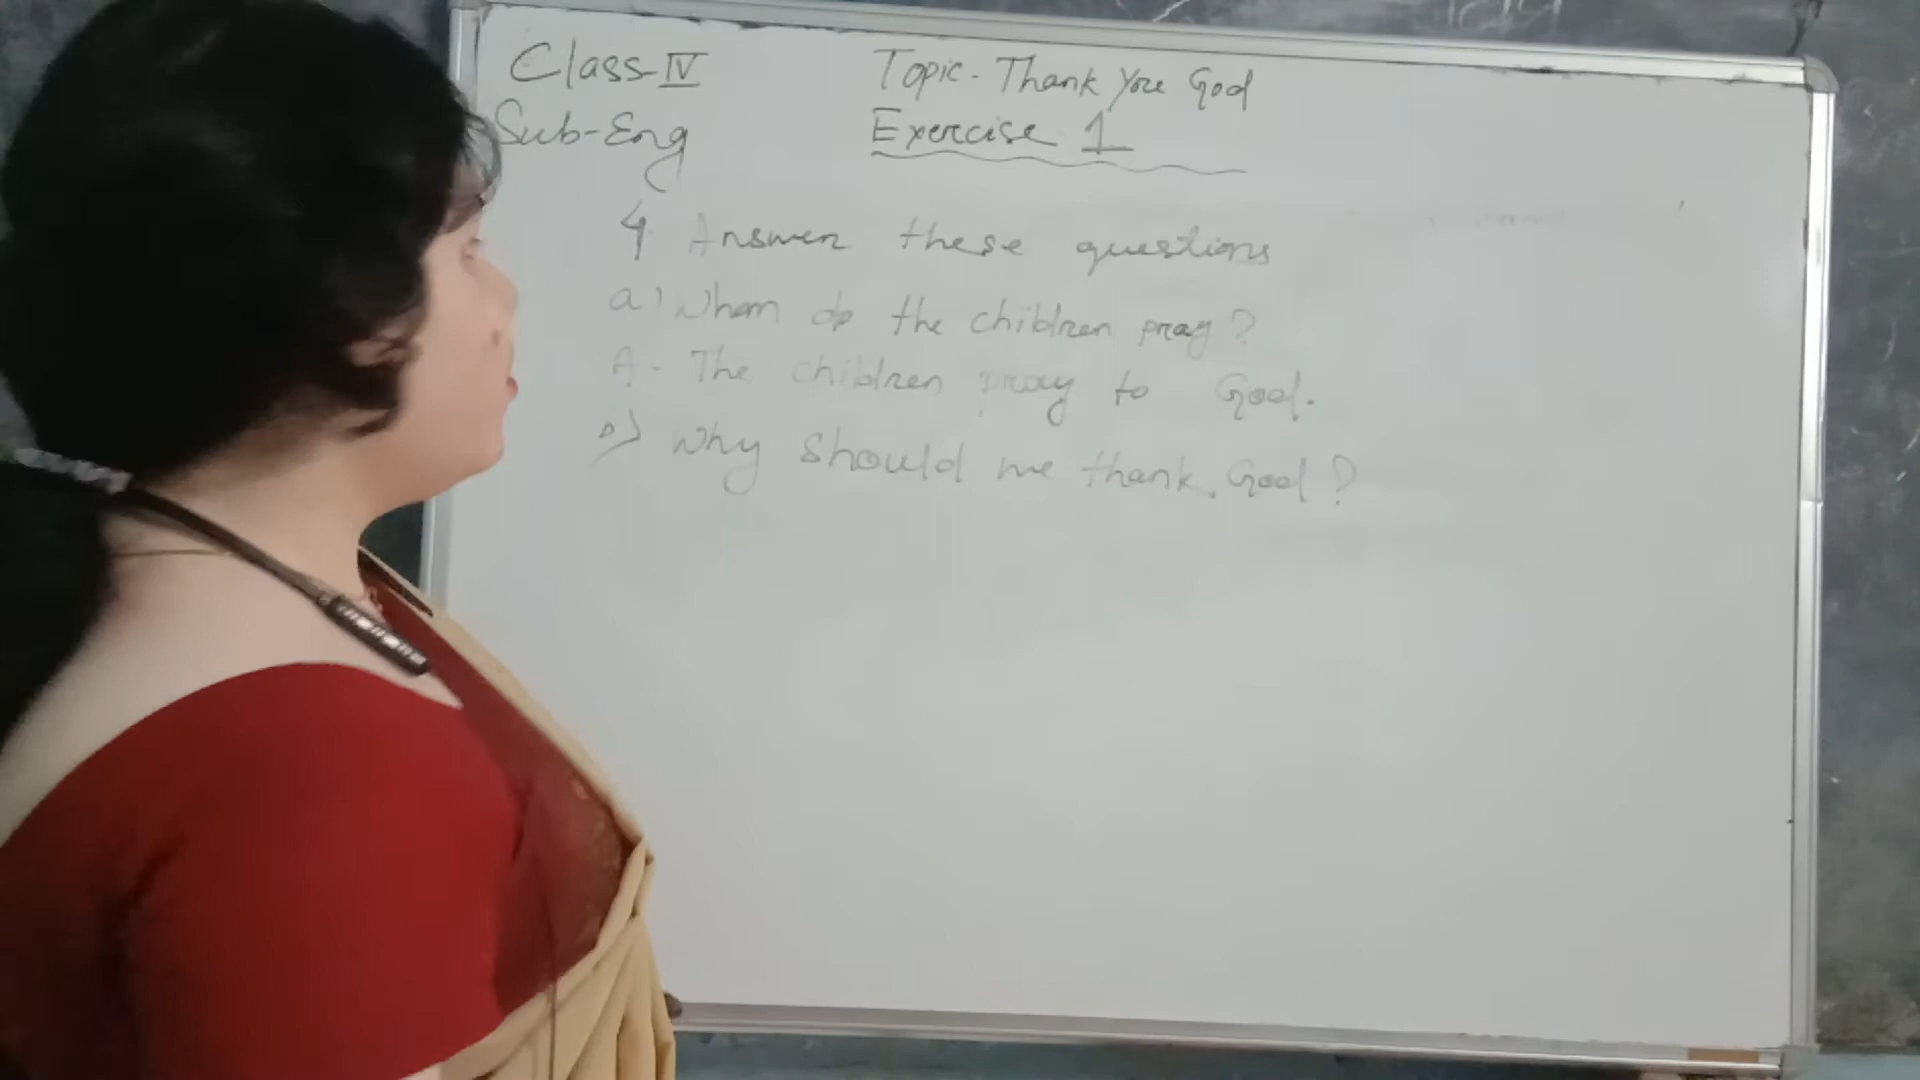 Class-IV Topic- Thank You God
Sub-Eng Exercise 1
4 Answer these questions
a) Whom do the children pray?
A- The children pray to God.
b) Why should we thank God?